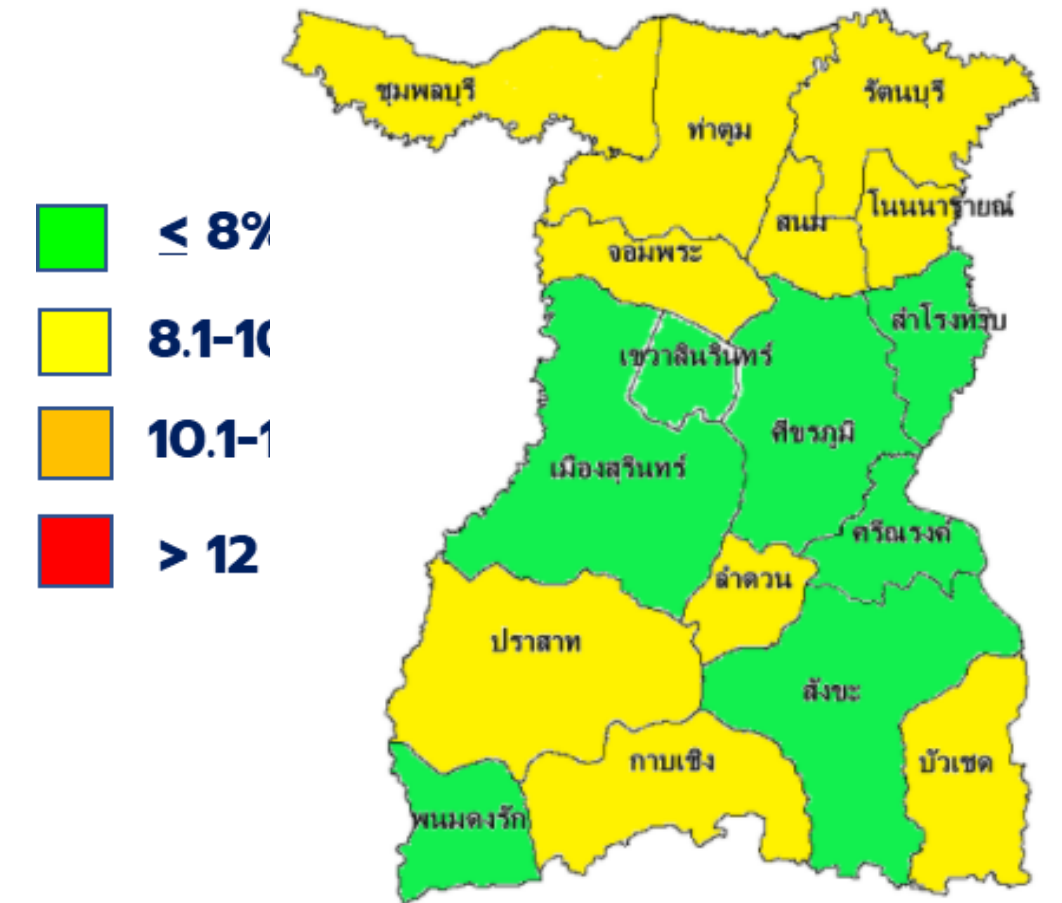 ≤ 8%
8.1-10
10.1-1
> 12
ชุมพลบุรี
รัตนบุรี
ท่าตูม
สนม
โนนนารายณ์
จอมพระ
สำโรงทาบ
เขวาสินรินทร์
ศีขรภูมิ
เมืองสุรินทร์
ศรีณรงค์
ลำดวน
ปราสาท
สังขะ
กาบเชิง
บัวเชด
พนมดงรัก